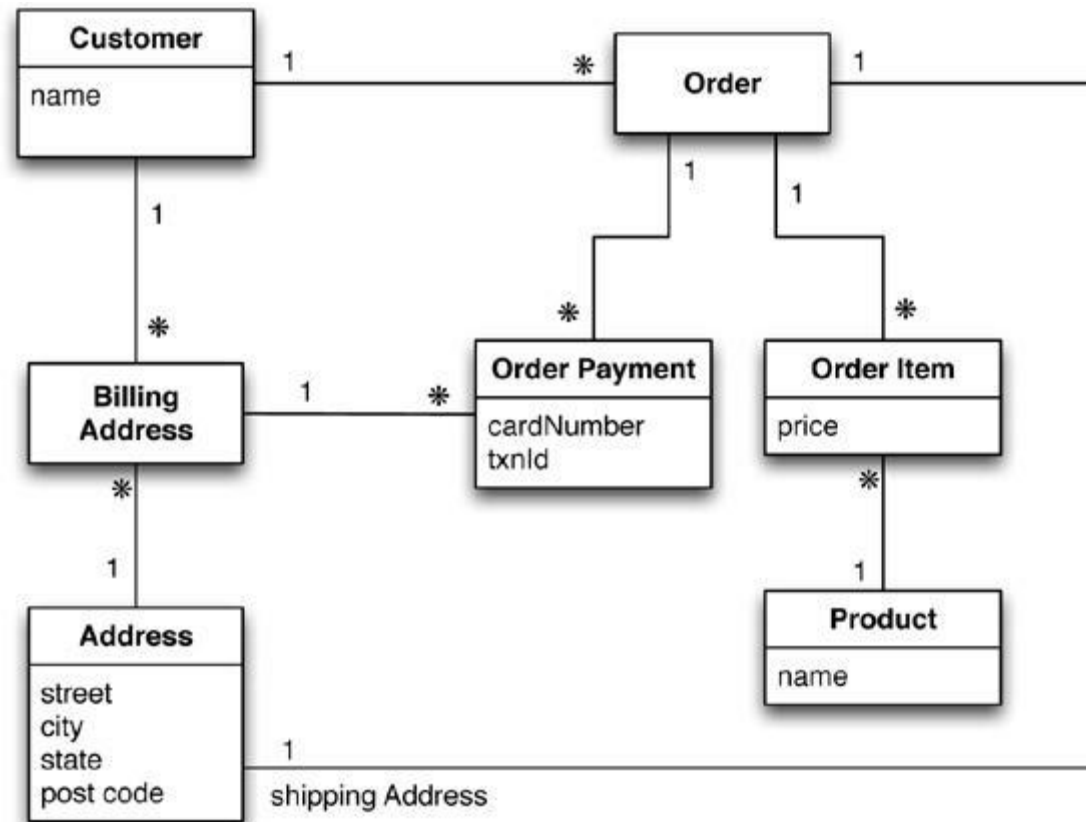 Customer
name
1
*
Order
1
1
1
1
*
*
*
Billing
Address
1
*
Order Payment
cardNumber
txnId
Order Item
price
*
*
1
1
Address
street
city
state
post code
Product
name
1
shipping Address